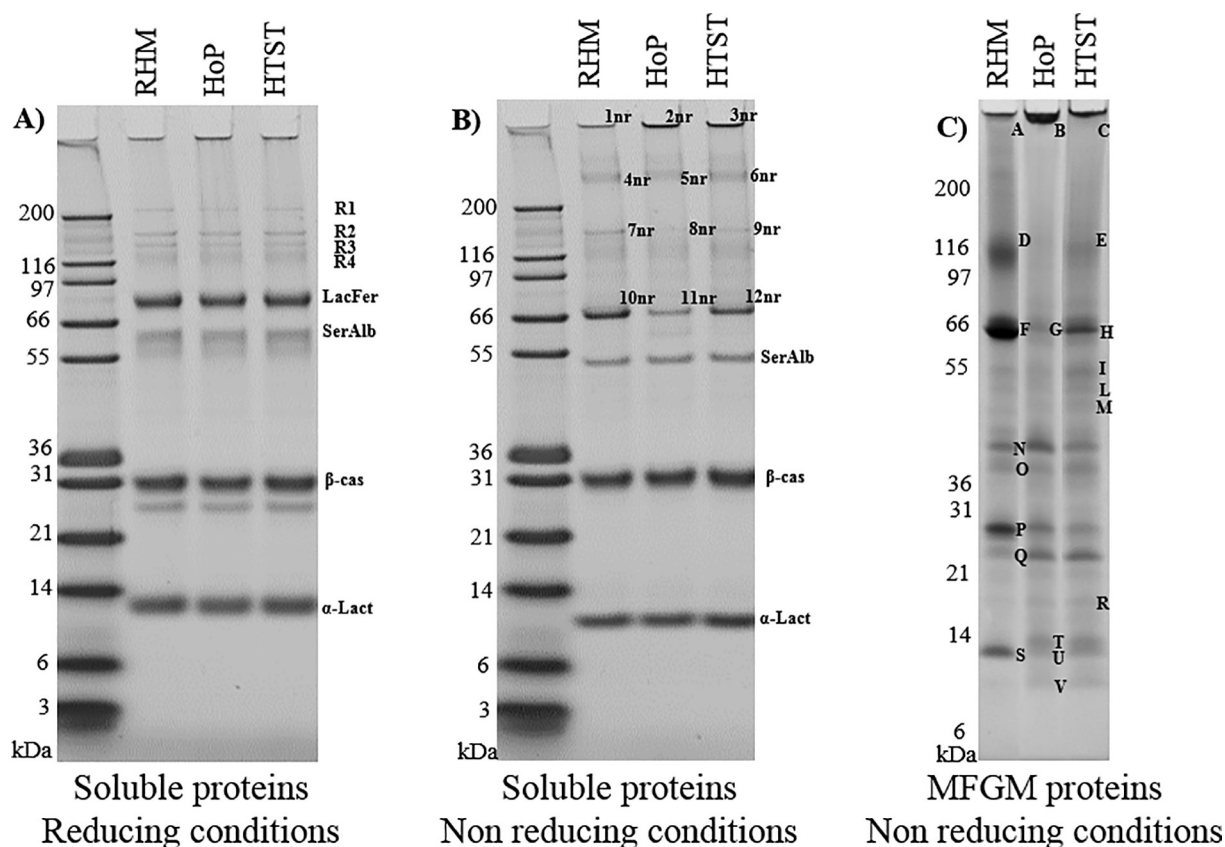 RHM
HoP
HTST
A)
200
116
97
66
55
36
31
21
14
6
3
kDa
R1
R2
R3
R4
LacFer
SerAlb
β-cas
α-Lact
Soluble proteins
Reducing conditions
RHM
HoP
HTST
B)
200
116
97
66
55
36
31
21
14
6
3
kDa
1nr 2nr 3nr
4nr 5nr 6nr
7nr 8nr 9nr
10nr 11nr 12nr
SerAlb
β-cas
α-Lact
Soluble proteins
Non reducing conditions
RHM
HoP
HTST
C)
200
116
97
66
55
36
31
21
14
6
kDa
A B C
D E
F G H
I
L
M
N
O
P
Q
R
S
T
U
V
MFGM proteins
Non reducing conditions